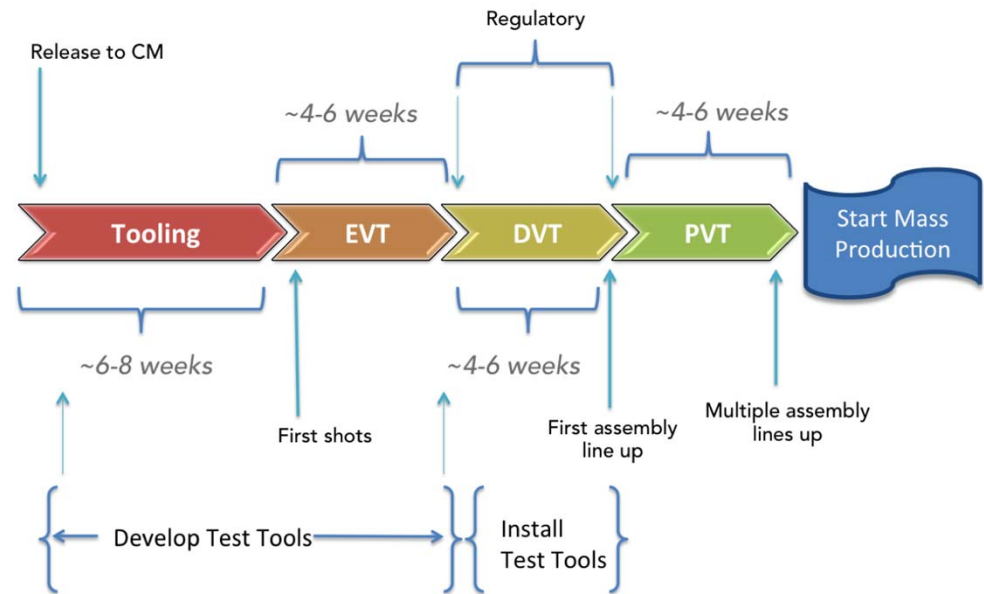 Regulatory
Release to CM
~4-6 weeks
~4-6 weeks
Tooling
EVT
DVT
PVT
Start Mass
Production
~6-8 weeks
~4-6 weeks
First shots
First assembly
line up
Multiple assembly
lines up
Develop Test Tools
Install
Test Tools